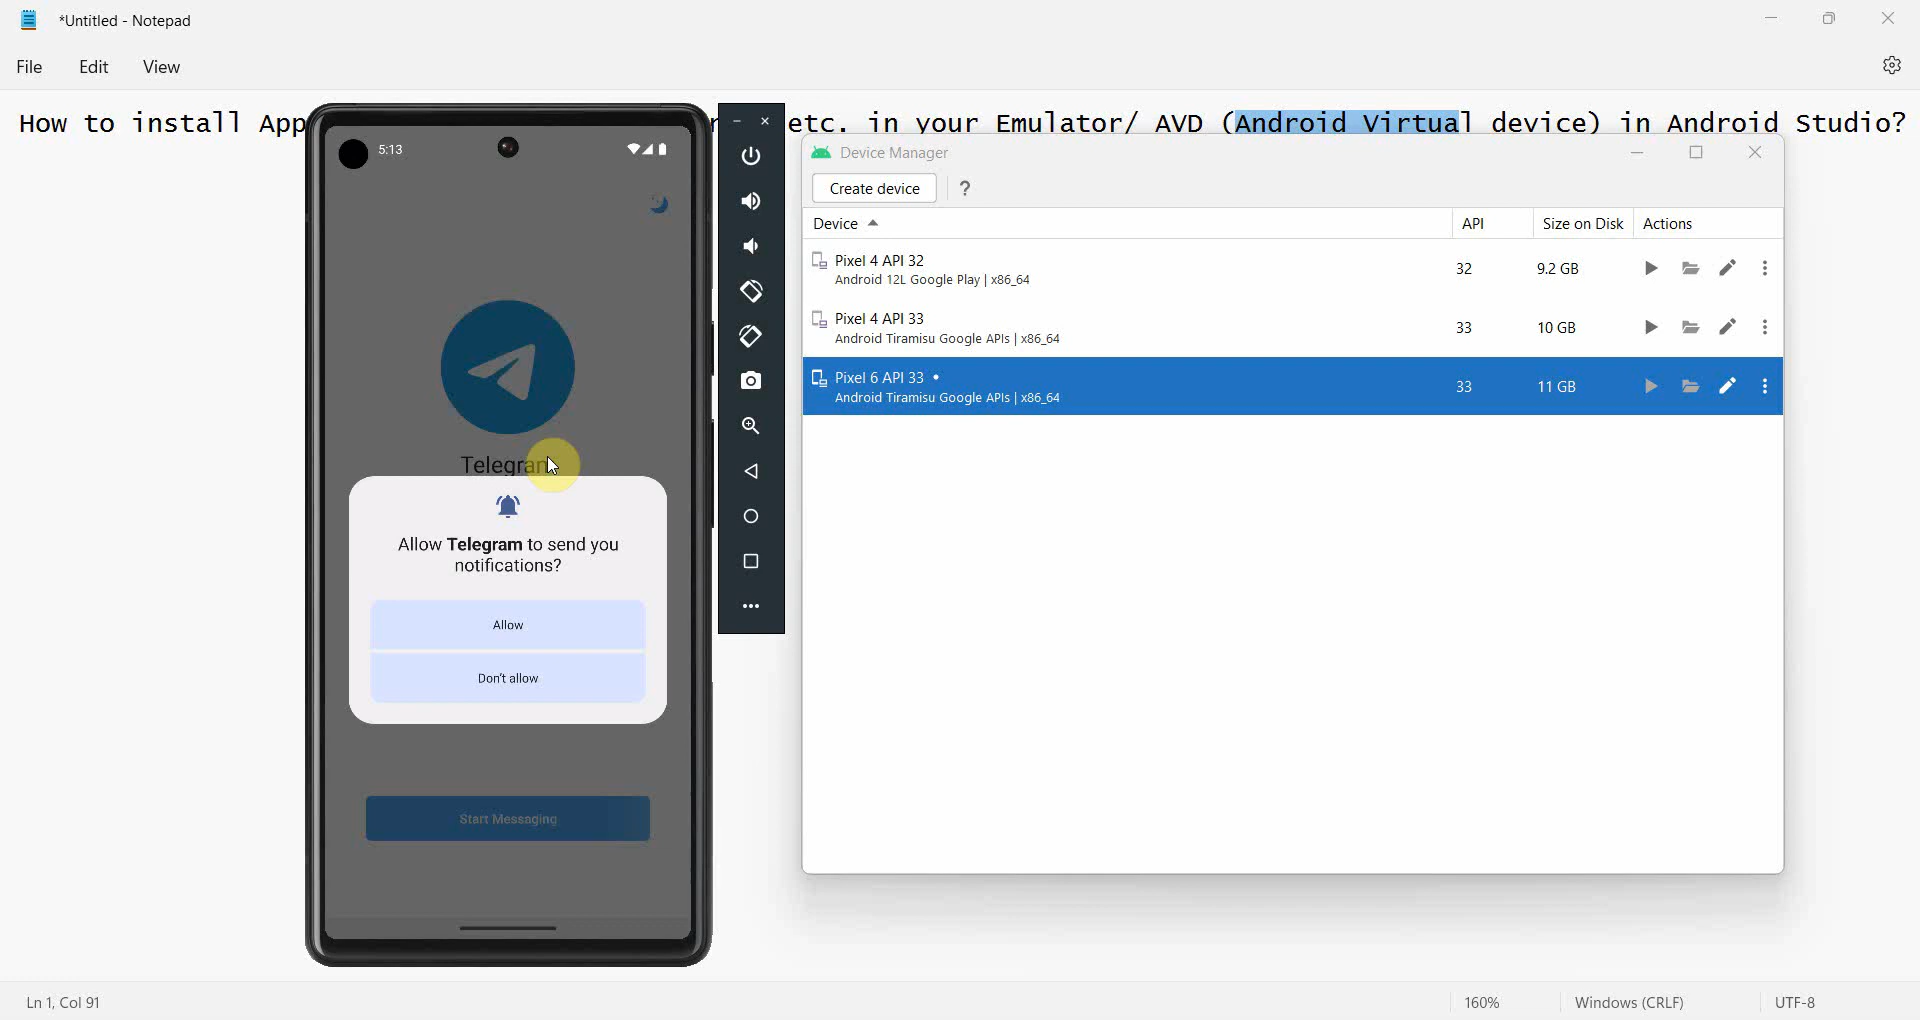 *Untitled - Notepad
File Edit View
How to install App etc. in your Emulator/ AVD (Android Virtual device) in Android Studio?
5:13
Telegram
Allow Telegram to send you
notifications?
Allow
Don't allow
Start Messaging
Device Manager
Create device ?
Device API Size on Disk Actions
Pixel 4 API 32
Android 12L Google Play | x86_64
32 9.2 GB
Pixel 4 API 33
Android Tiramisu Google APIs | x86_64
33 10 GB
Pixel 6 API 33
Android Tiramisu Google APIs | x86_64
33 11 GB
Ln 1, Col 91 160% Windows (CRLF) UTF-8